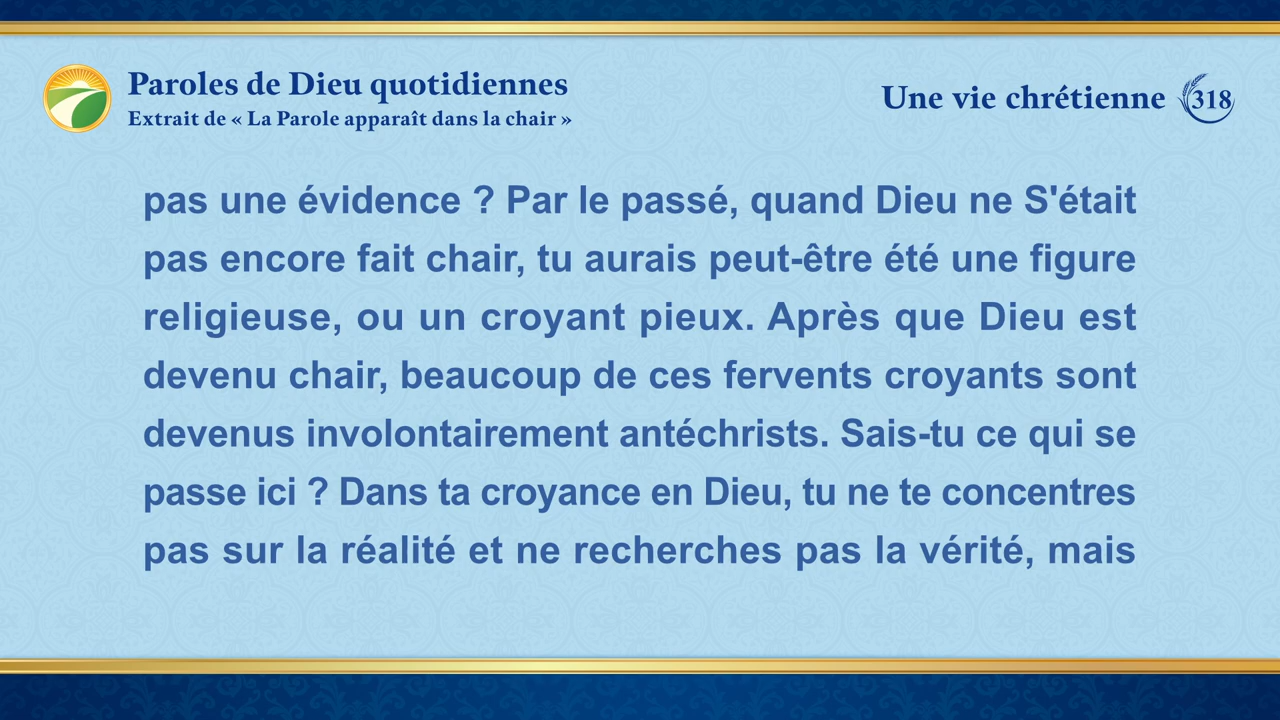 Paroles de Dieu quotidiennes
Extrait de « La Parole apparaît dans la chair »
Une vie chrétienne 318
pas une évidence ? Par le passé, quand Dieu ne S'était
pas encore fait chair, tu aurais peut-être été une figure
religieuse, ou un croyant pieux. Après que Dieu est
devenu chair, beaucoup de ces fervents croyants sont
devenus involontairement antéchrists. Sais-tu ce qui se
passe ici ? Dans ta croyance en Dieu, tu ne te concentres
pas sur la réalité et ne recherches pas la vérité, mais